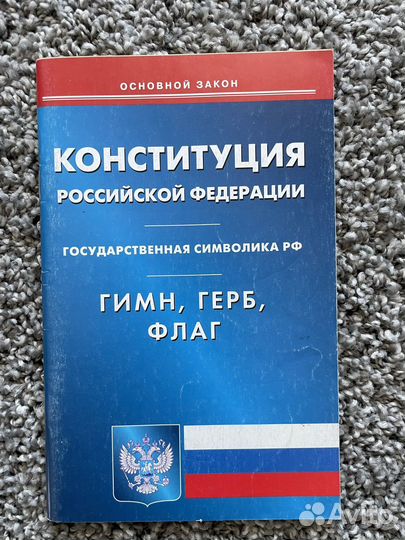 ОСНОВНОЙ ЗАКОН
КОНСТИТУЦИЯ
РОССИЙСКОЙ ФЕДЕРАЦИИ
ГОСУДАРСТВЕННАЯ СИМВОЛИКА РФ
ГИМН, ГЕРБ,
ФЛАГ
Avito